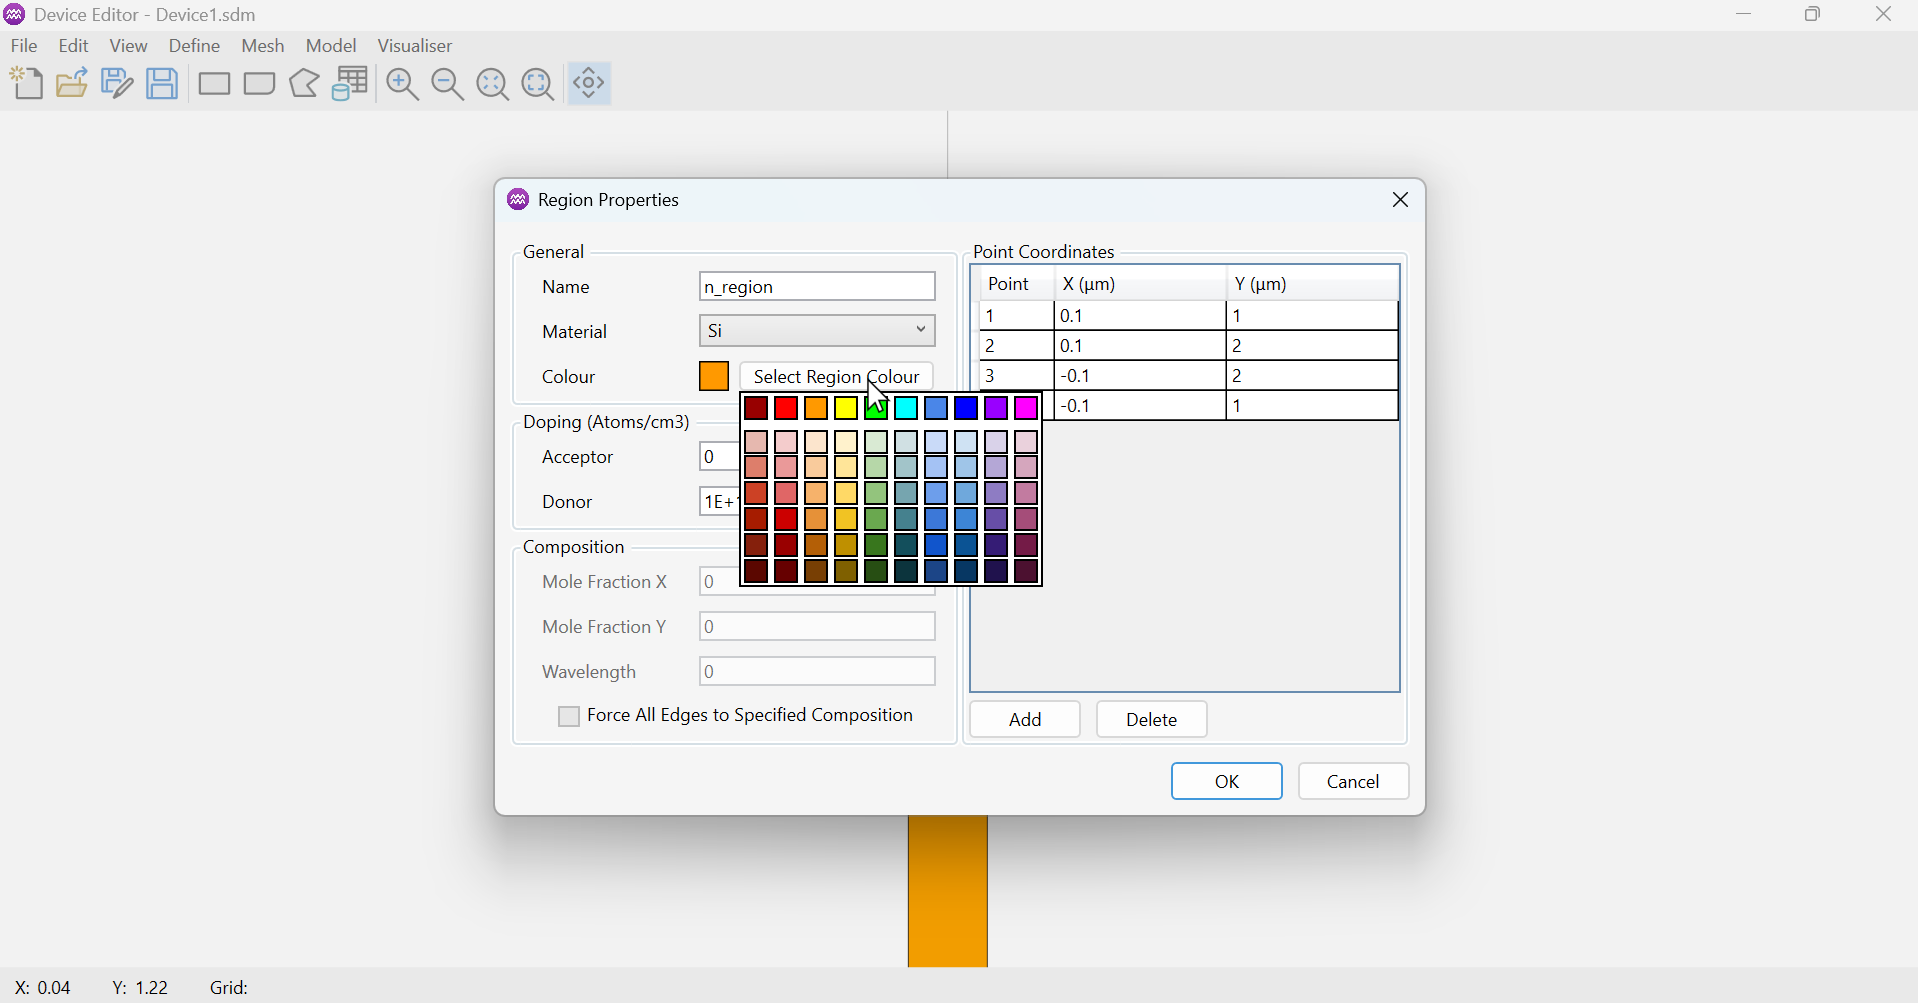 Device Editor - Device1.sdm
File Edit View Define Mesh Model Visualiser
Region Properties
General
Name n_region
Material Si
Colour Select Region Colour
Doping (Atoms/cm3)
Acceptor 0
Donor 1E+
Composition
Mole Fraction X 0
Mole Fraction Y 0
Wavelength 0
Force All Edges to Specified Composition
Point Coordinates
Point X (µm) Y (µm)
1 0.1 1
2 0.1 2
3 -0.1 2
-0.1 1
Add Delete
OK Cancel
X: 0.04 Y: 1.22 Grid: